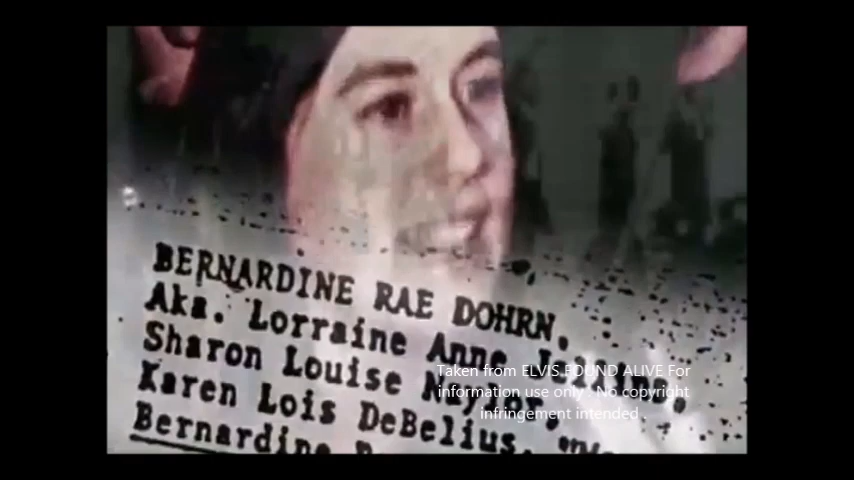 BERNARDINE RAE DOHRN.
Aka. Lorraine Anne
Sharon Louise
Karen Lois DeBelius.
Bernardine
Taken from ELVIS FOUND ALIVE For
information use only . No copyright
infringement intended .